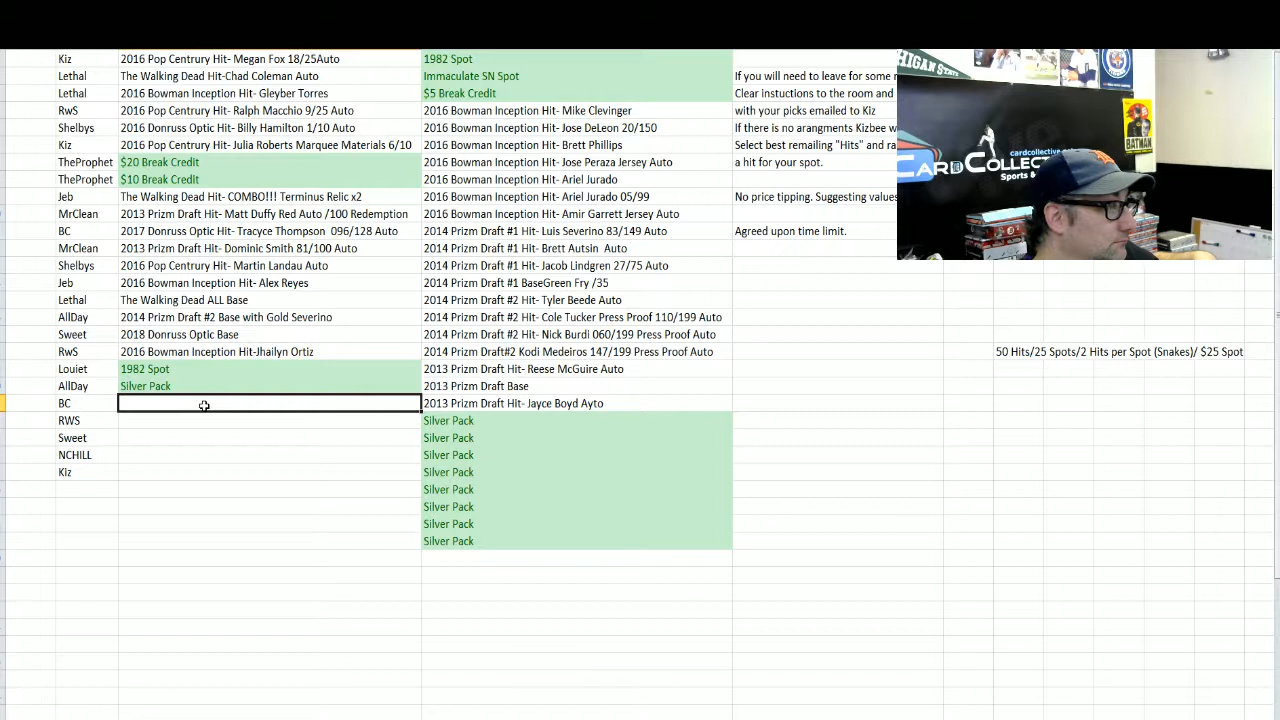 Kiz 2016 Pop Centrury Hit- Megan Fox 18/25Auto 1982 Spot
Lethal The Walking Dead Hit-Chad Coleman Auto Immaculate SN Spot If you will need to leave for some
Lethal 2016 Bowman Inception Hit- Gleyber Torres $5 Break Credit Clear instuctions to the room and
RwS 2016 Pop Centrury Hit- Ralph Macchio 9/25 Auto 2016 Bowman Inception Hit- Mike Clevinger with your picks emailed to Kiz
Shelbys 2016 Donruss Optic Hit- Billy Hamilton 1/10 Auto 2016 Bowman Inception Hit- Jose DeLeon 20/150 If there is no arangments Kizbee w
Kiz 2016 Pop Centrury Hit- Julia Roberts Marquee Materials 6/10 2016 Bowman Inception Hit- Brett Phillips Select best remailing "Hits" and ra
TheProphet $20 Break Credit 2016 Bowman Inception Hit- Jose Peraza Jersey Auto a hit for your spot.
TheProphet $10 Break Credit 2016 Bowman Inception Hit- Ariel Jurado
Jeb The Walking Dead Hit- COMBO!!! Terminus Relic x2 2016 Bowman Inception Hit- Ariel Jurado 05/99 No price tipping. Suggesting values
MrClean 2013 Prizm Draft Hit- Matt Duffy Red Auto /100 Redemption 2016 Bowman Inception Hit- Amir Garrett Jersey Auto
BC 2017 Donruss Optic Hit- Trayce Thompson 096/128 Auto 2014 Prizm Draft #1 Hit- Luis Severino 83/149 Auto Agreed upon time limit.
MrClean 2013 Prizm Draft Hit- Dominic Smith 81/100 Auto 2014 Prizm Draft #1 Hit- Brett Autsin Auto
Shelbys 2016 Pop Centrury Hit- Martin Landau Auto 2014 Prizm Draft #1 Hit- Jacob Lindgren 27/75 Auto
Jeb 2016 Bowman Inception Hit- Alex Reyes 2014 Prizm Draft #1 BaseGreen Fry /35
Lethal The Walking Dead ALL Base 2014 Prizm Draft #2 Hit- Tyler Beede Auto
AllDay 2014 Prizm Draft #2 Base with Gold Severino 2014 Prizm Draft #2 Hit- Cole Tucker Press Proof 110/199 Auto
Sweet 2018 Donruss Optic Base 2014 Prizm Draft #2 Hit- Nick Burdi 060/199 Press Proof Auto
RwS 2016 Bowman Inception Hit-Jhailyn Ortiz 2014 Prizm Draft#2 Kodi Medeiros 147/199 Press Proof Auto 50 Hits/25 Spots/2 Hits per Spot (Snakes)/ $25 Spot
Louiet 1982 Spot 2013 Prizm Draft Hit- Reese McGuire Auto
AllDay Silver Pack 2013 Prizm Draft Base
BC 2013 Prizm Draft Hit- Jayce Boyd Ayto
RWS Silver Pack
Sweet Silver Pack
NCHILL Silver Pack
Kiz Silver Pack
Silver Pack
Silver Pack
Silver Pack
Silver Pack
HIGAN STATE
BATMAN
cardcollective
CARDCOLLECT
Sports &